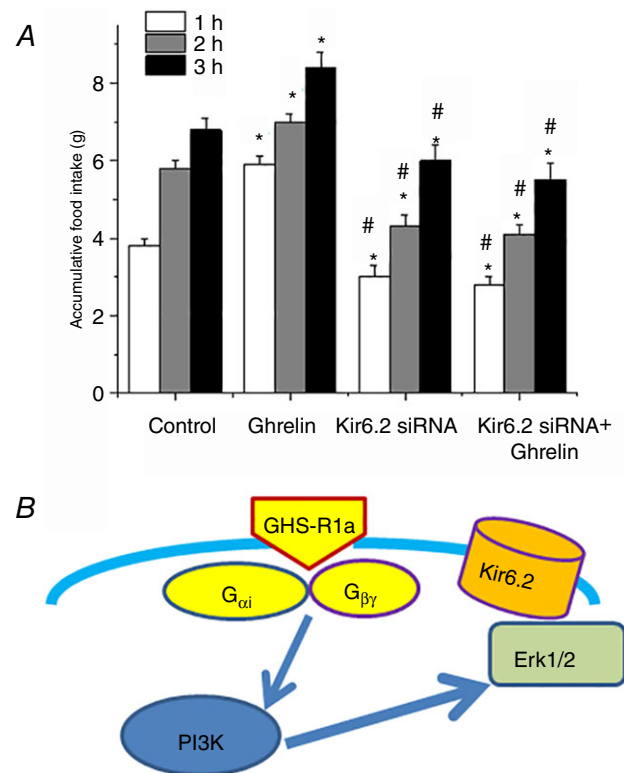 A
1 h
2 h
3 h
Accumulative food intake (g)
8
6
4
2
0
*
*
*
#
*
#
*
#
*
#
*
#
*
#
*
Control
Ghrelin
Kir6.2 siRNA
Kir6.2 siRNA+
Ghrelin
B
GHS-R1a
Gαi
Gβγ
Kir6.2
Erk1/2
PI3K